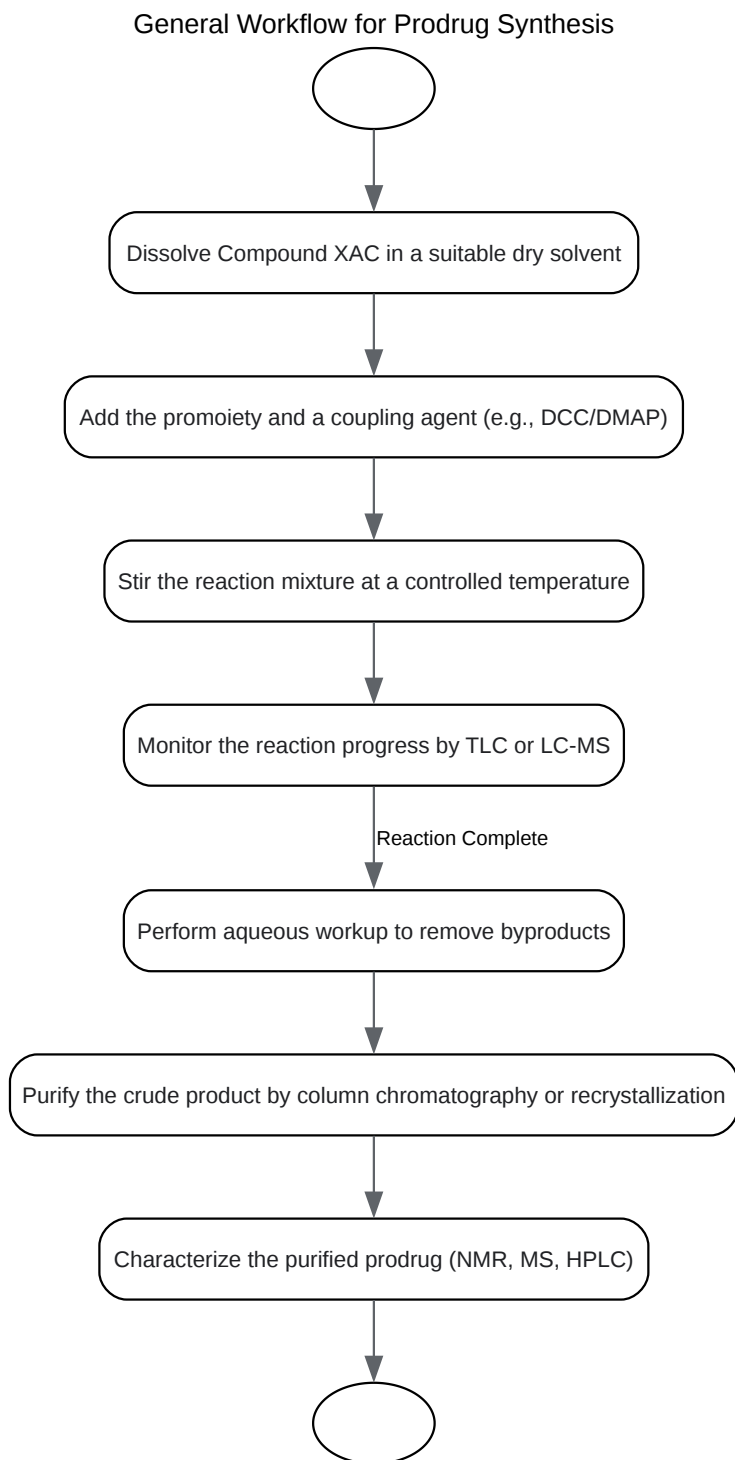 General Workflow for Prodrug Synthesis
Dissolve Compound XAC in a suitable dry solvent
Add the promoiety and a coupling agent (e.g., DCC/DMAP)
Stir the reaction mixture at a controlled temperature
Monitor the reaction progress by TLC or LC-MS
Reaction Complete
Perform aqueous workup to remove byproducts
Purify the crude product by column chromatography or recrystallization
Characterize the purified prodrug (NMR, MS, HPLC)